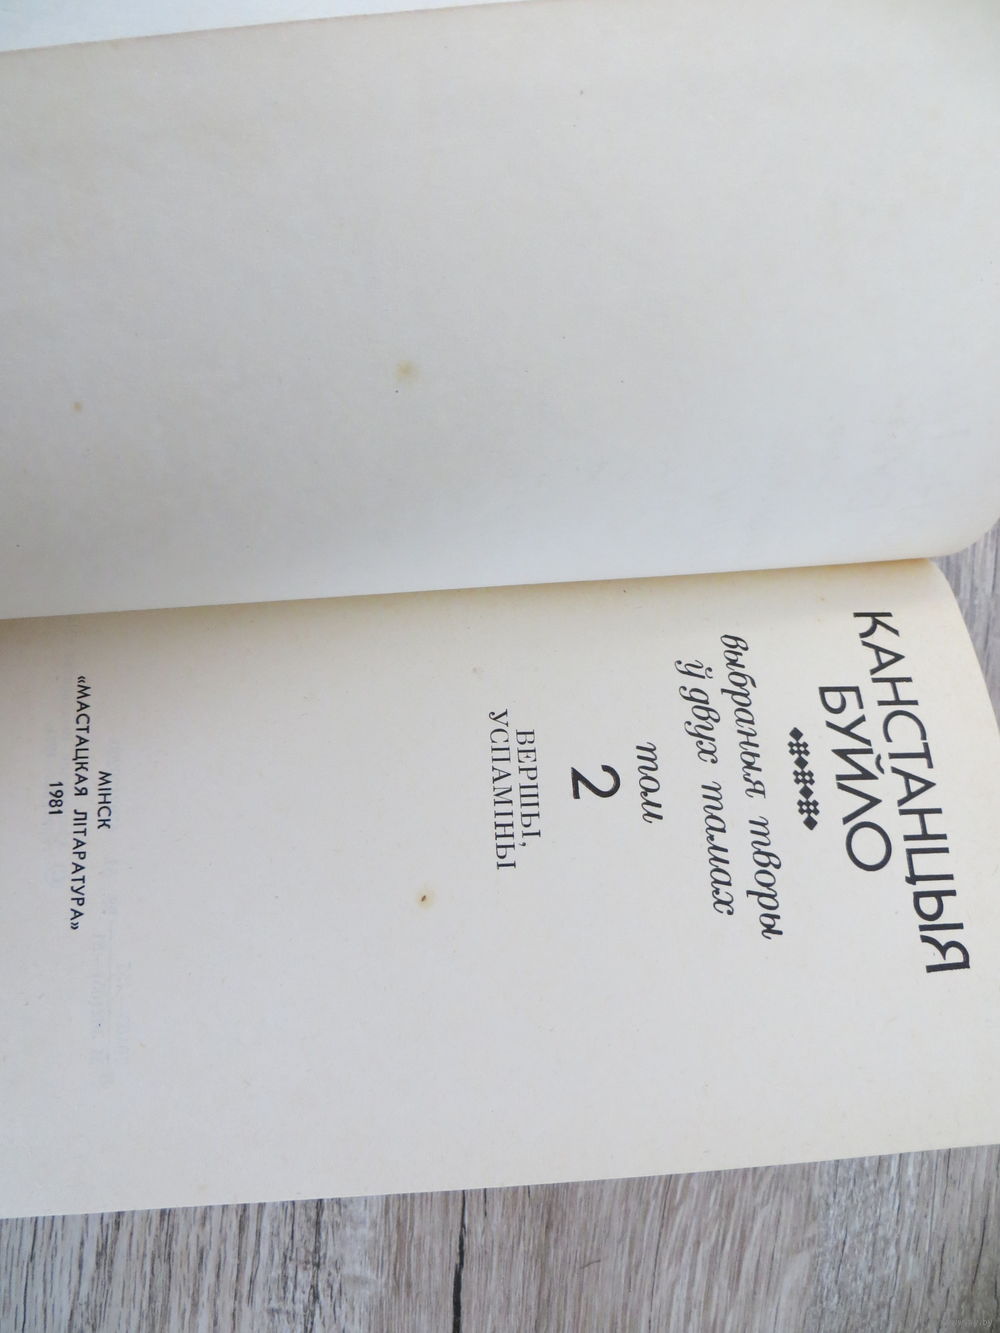 КАНСТАНЦЫЯ
БУЙЛО
выбраныя творы
ў двух тамах
том
2
ВЕРШЫ,
УСПАМІНЫ
МІНСК
«МАСТАЦКАЯ ЛІТАРАТУРА»
1981